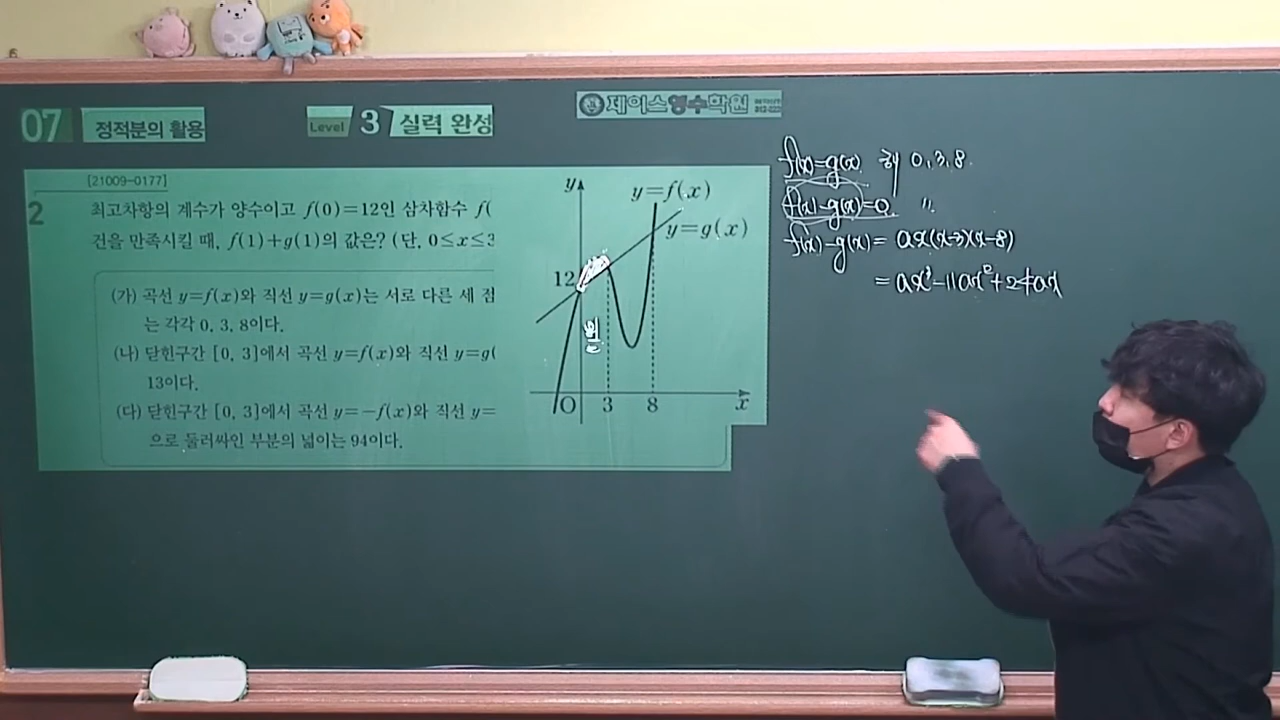 07 정적분의 활용
Level 3 실력 완성
제이스영수학원
[21009-0177]
2
최고차항의 계수가 양수이고 f(0)=12인 삼차함수 f(
건을 만족시킬 때, f(1)+g(1)의 값은? (단, 0≤x≤3
(가) 곡선 y=f(x)와 직선 y=g(x)는 서로 다른 세 점
는 각각 0, 3, 8이다.
(나) 닫힌구간 [0, 3]에서 곡선 y=f(x)와 직선 y=g(
13이다.
(다) 닫힌구간 [0, 3]에서 곡선 y=-f(x)와 직선 y=
으로 둘러싸인 부분의 넓이는 94이다.
y
y=f(x)
y=g(x)
12
O 3 8 x
f(x)=g(x) 해 0, 3, 8.
f(x)-g(x)=0 〃
f(x)-g(x)= ax(x-3)(x-8)
= ax³-11ax²+24ax